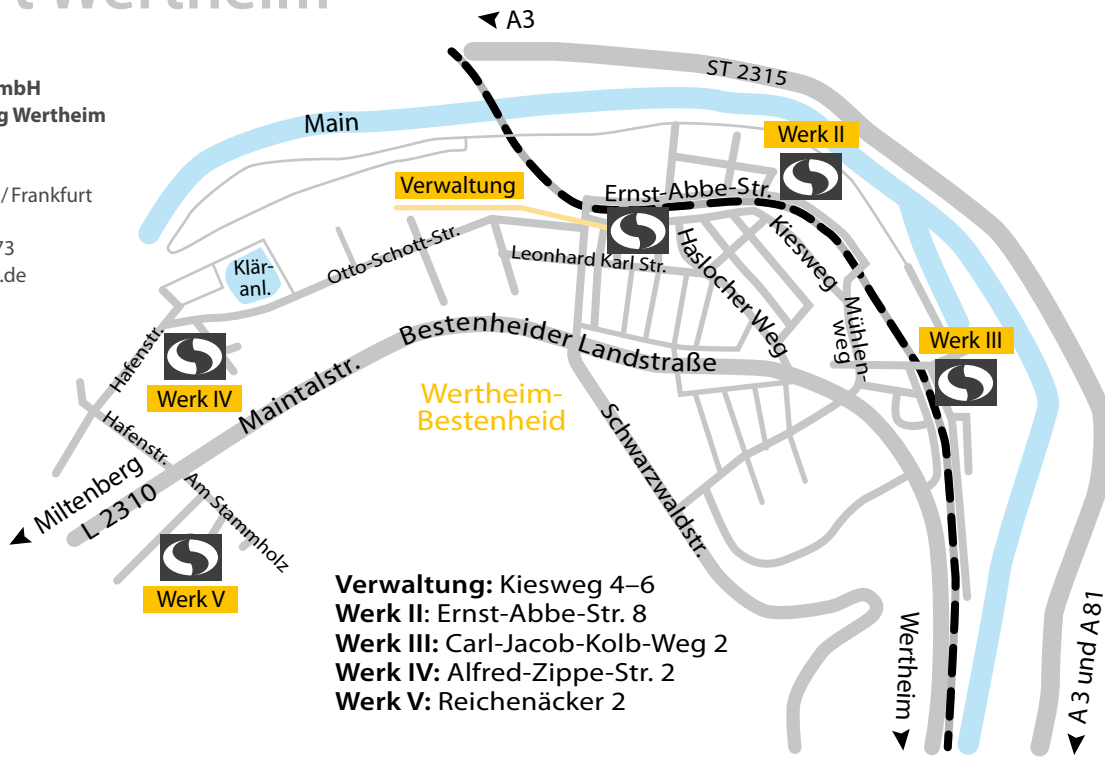 t Wertheim
mbH
g Wertheim
/ Frankfurt
73
.de
A3
ST 2315
Main
Werk II
Verwaltung
Ernst-Abbe-Str.
Otto-Schott-Str.
Leonhard Karl Str.
Haslocher Weg
Kiesweg
Mühlen-
weg
Klär-
anl.
Werk III
Hafenstr.
Werk IV
Maintalstr.
Bestenheider Landstraße
Wertheim-
Bestenheid
Schwarzwaldstr.
Hafenstr.
Miltenberg
L 2310
Am Stammholz
Werk V
Verwaltung: Kiesweg 4–6
Werk II: Ernst-Abbe-Str. 8
Werk III: Carl-Jacob-Kolb-Weg 2
Werk IV: Alfred-Zippe-Str. 2
Werk V: Reichenäcker 2
Wertheim
A 3 und A 81